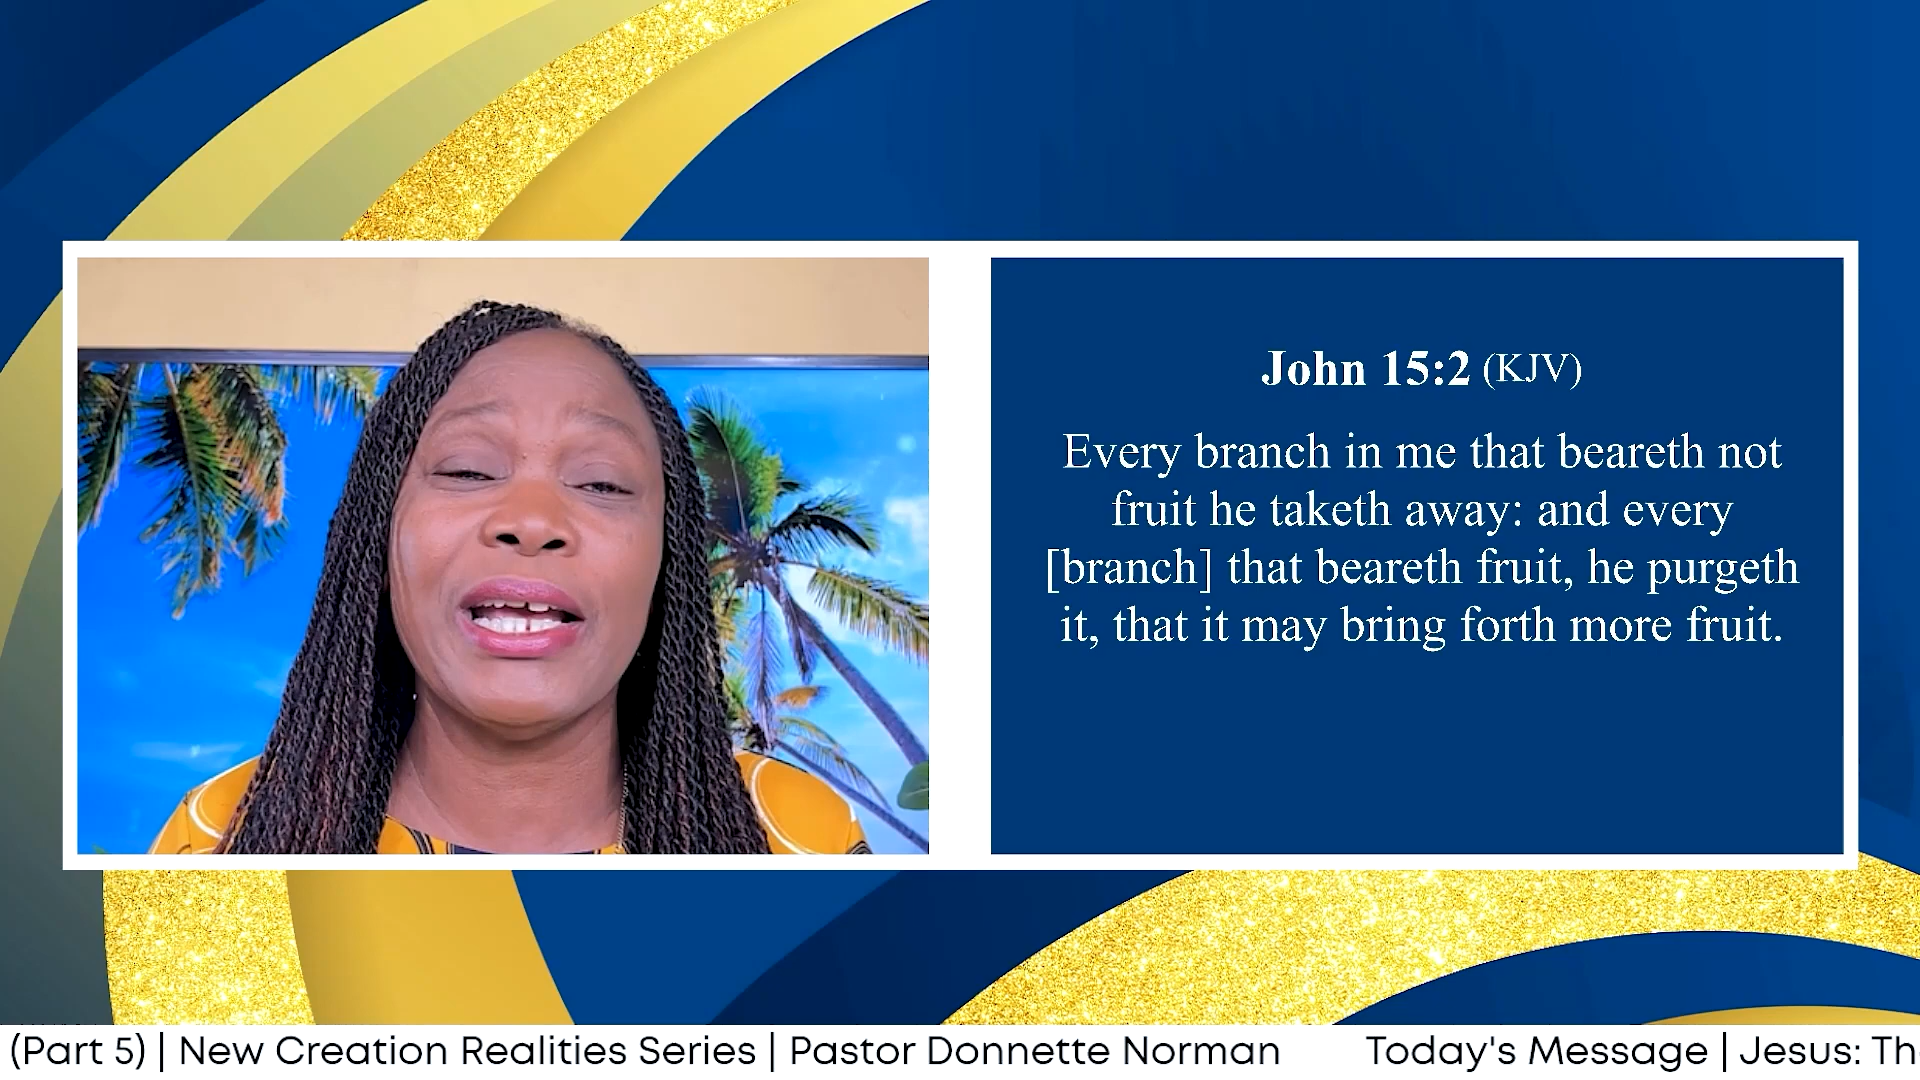 John 15:2 (KJV)
Every branch in me that beareth not
fruit he taketh away: and every
[branch] that beareth fruit, he purgeth
it, that it may bring forth more fruit.
(Part 5) | New Creation Realities Series | Pastor Donnette Norman Today's Message | Jesus: